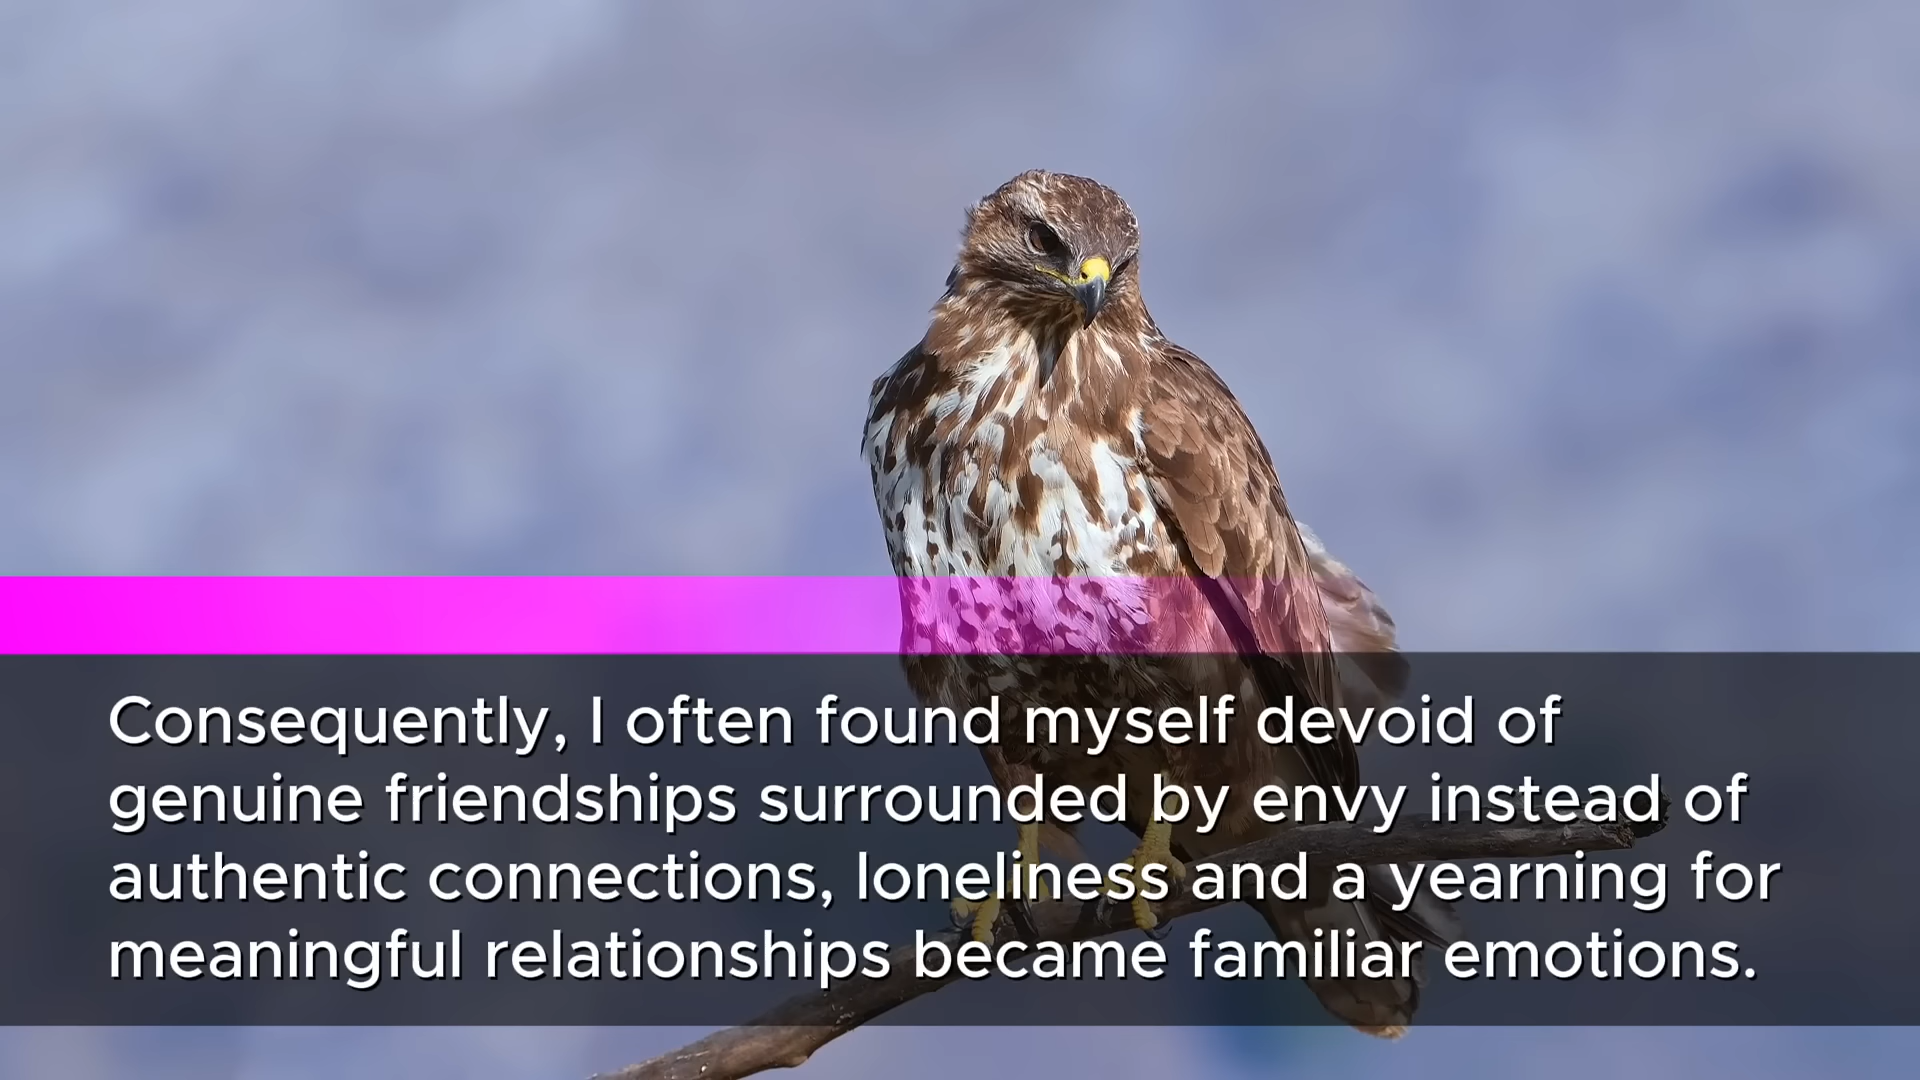 Consequently, I often found myself devoid of
genuine friendships surrounded by envy instead of
authentic connections, loneliness and a yearning for
meaningful relationships became familiar emotions.